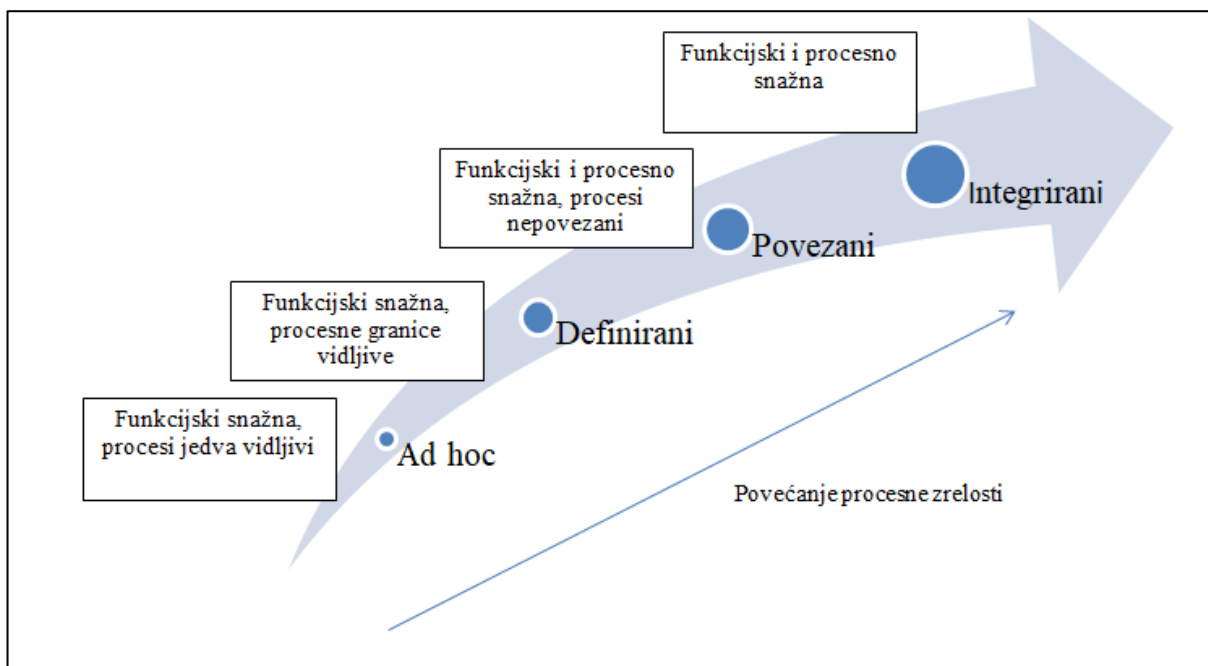 Funkcijski i procesno
snažna
Funkcijski i procesno
snažna, procesi
nepovezani
Integrirani
Povezani
Funkcijski snažna,
procesne granice
vidljive
Definirani
Funkcijski snažna,
procesi jedva vidljivi
Ad hoc
Povećanje procesne zrelosti